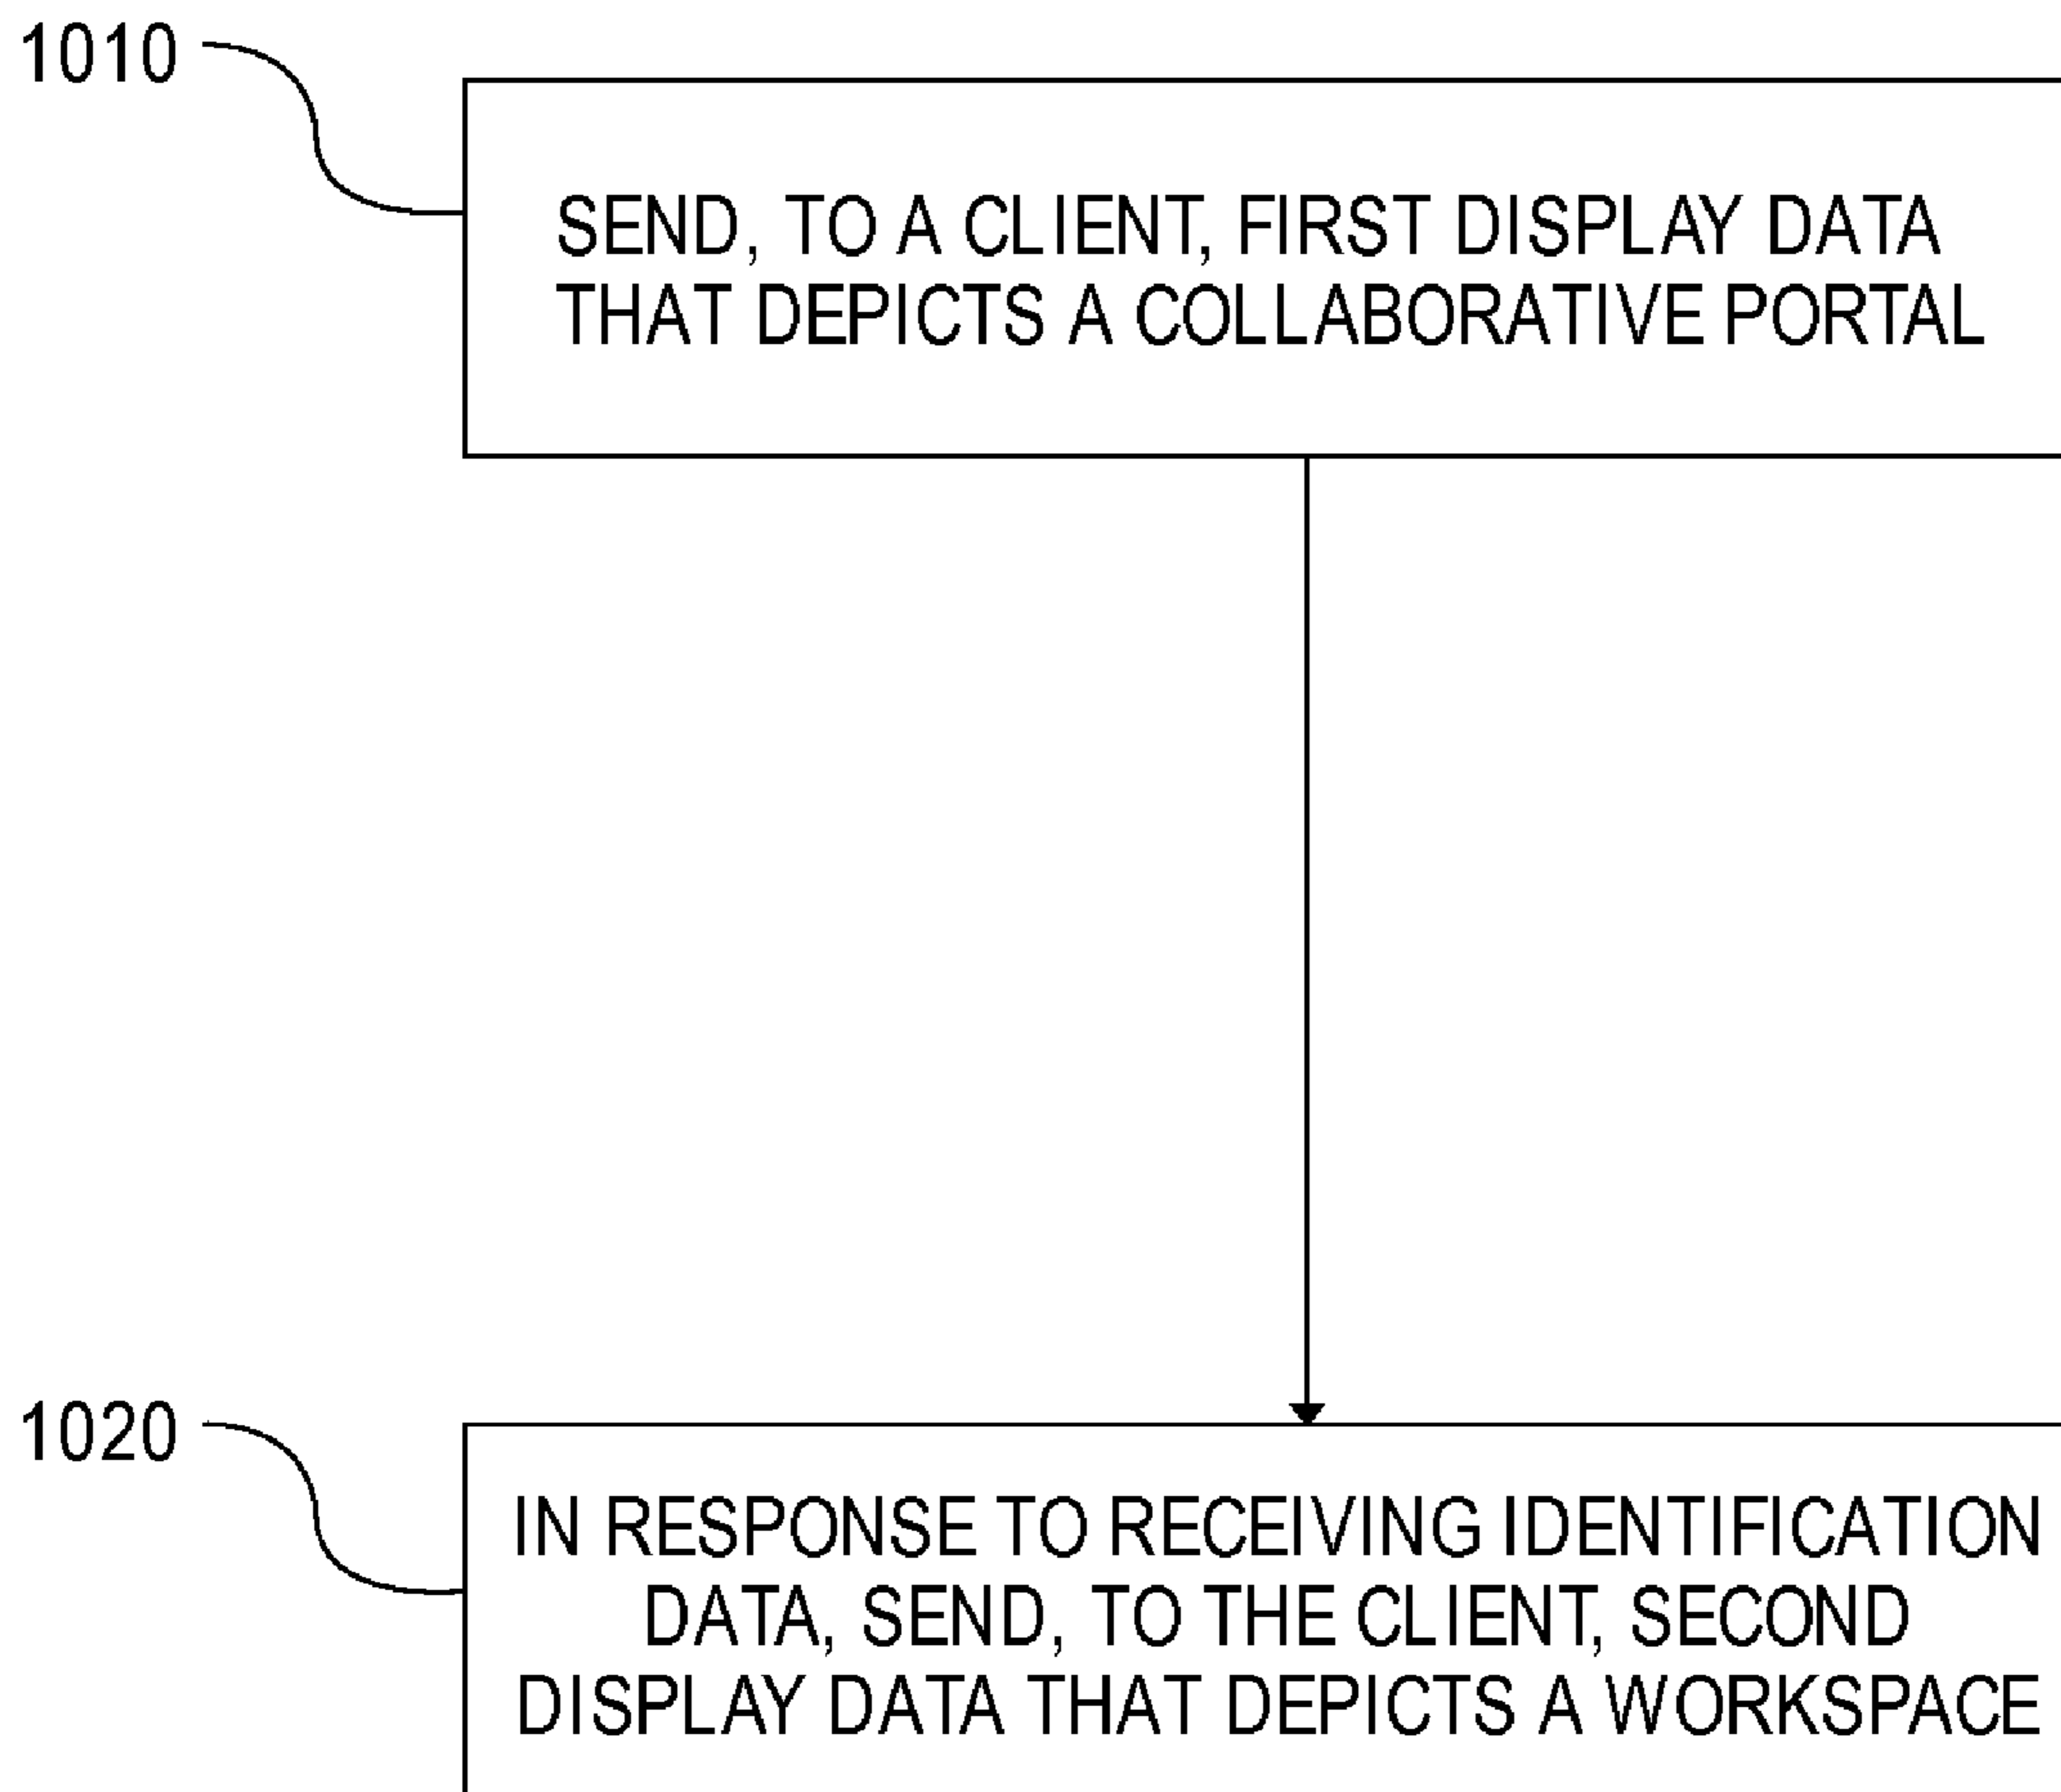 1010
SEND, TO A CLIENT, FIRST DISPLAY DATA
THAT DEPICTS A COLLABORATIVE PORTAL
1020
IN RESPONSE TO RECEIVING IDENTIFICATION
DATA, SEND, TO THE CLIENT, SECOND
DISPLAY DATA THAT DEPICTS A WORKSPACE